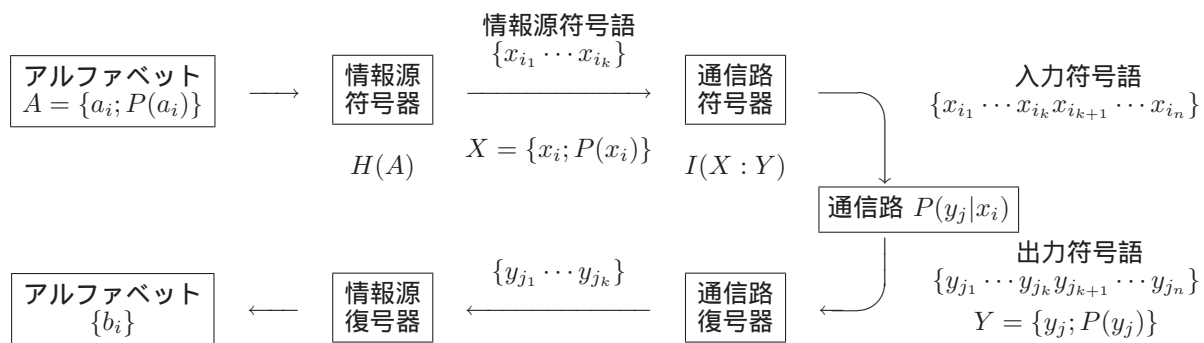 アルファベット
A = {a_i; P(a_i)}
情報源
符号器
H(A)
情報源符号語
{x_{i_1} ⋯ x_{i_k}}
X = {x_i; P(x_i)}
通信路
符号器
I(X : Y)
入力符号語
{x_{i_1} ⋯ x_{i_k} x_{i_{k+1}} ⋯ x_{i_n}}
通信路 P(y_j|x_i)
出力符号語
{y_{j_1} ⋯ y_{j_k} y_{j_{k+1}} ⋯ y_{j_n}}
Y = {y_j; P(y_j)}
通信路
復号器
{y_{j_1} ⋯ y_{j_k}}
情報源
復号器
アルファベット
{b_i}